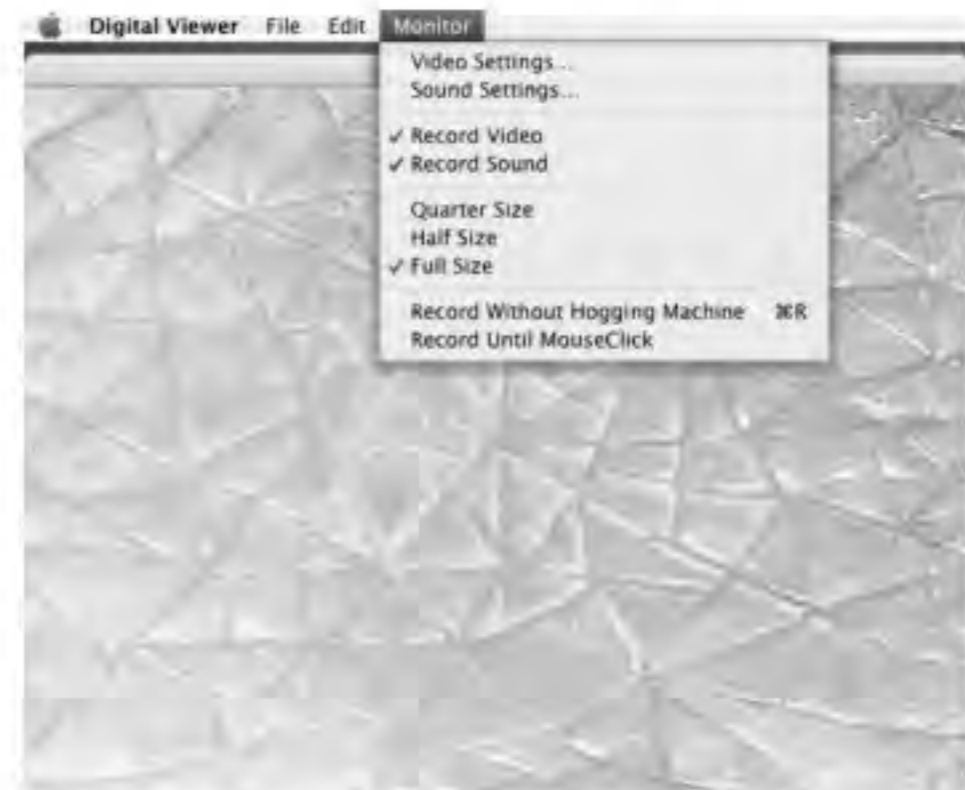 Digital Viewer File Edit Monitor
Video Settings...
Sound Settings...
✓ Record Video
✓ Record Sound
Quarter Size
Half Size
✓ Full Size
Record Without Hogging Machine ⌘R
Record Until MouseClick